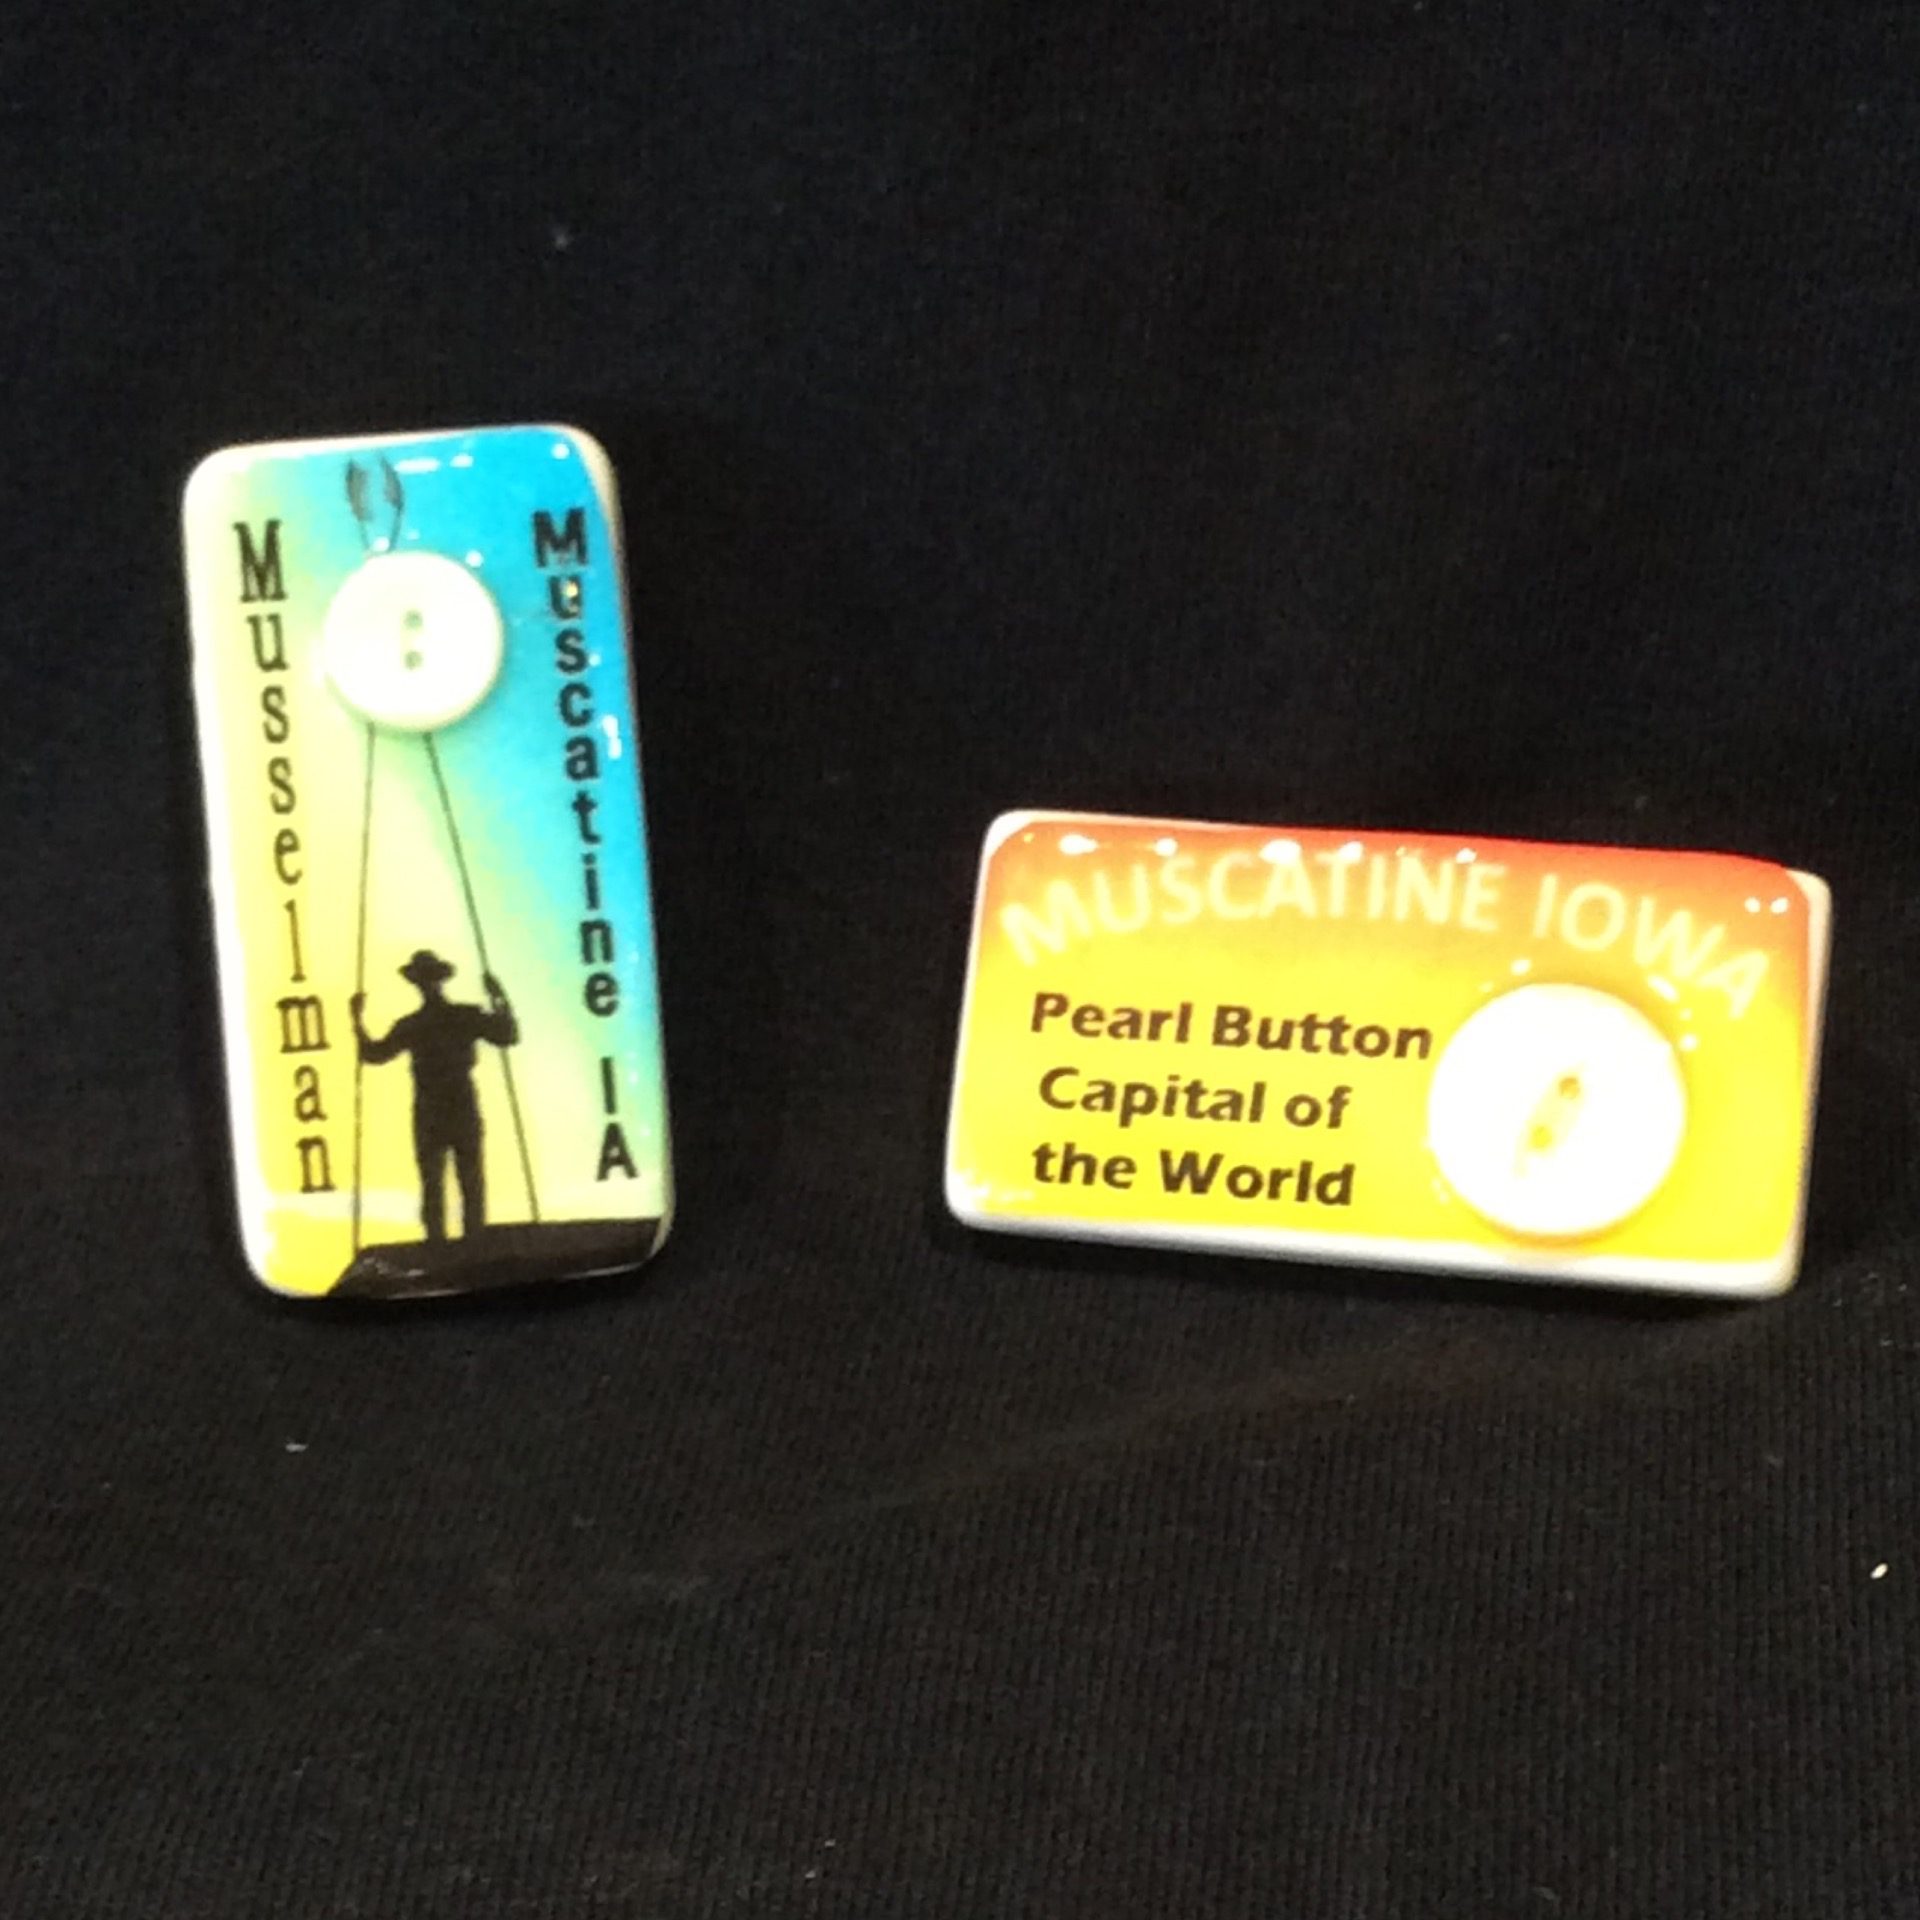 Musselman
Muscatine IA
MUSCATINE IOWA
Pearl Button
Capital of
the World